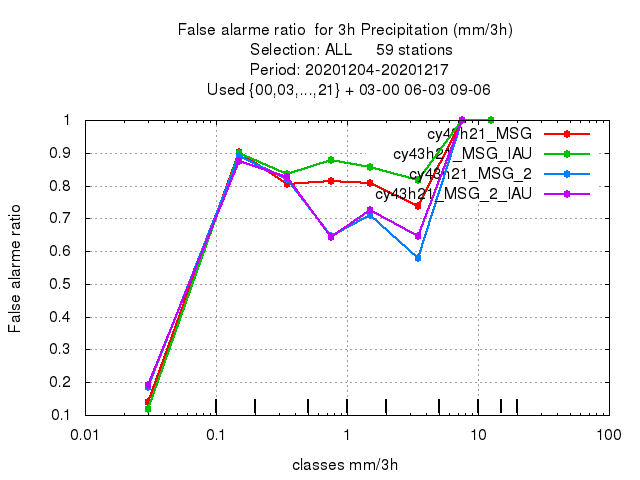 False alarme ratio  for 3h Precipitation (mm/3h)
Selection: ALL     59 stations
Period: 20201204-20201217
Used {00,03,...,21} + 03-00 06-03 09-06
1
0.9
0.8
0.7
0.6
0.5
0.4
0.3
0.2
0.1
False alarme ratio
cy43h21_MSG
cy43h21_MSG_IAU
cy43h21_MSG_2
cy43h21_MSG_2_IAU
0.01 0.1 1 10 100
classes mm/3h